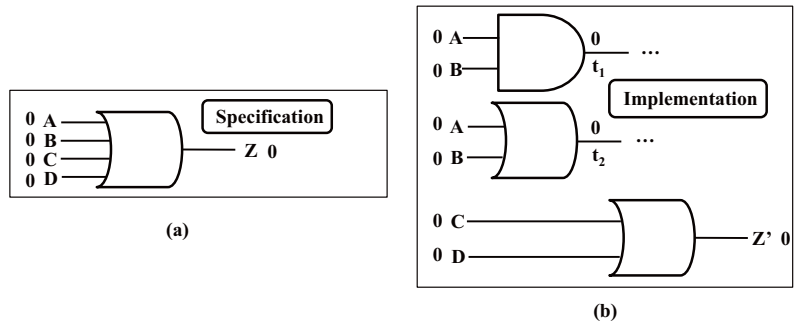 0 A
0 B
0 C
0 D
Specification
Z 0
(a)
0 A
0 B
0
t1
...
Implementation
0 A
0 B
0
t2
...
0 C
0 D
Z’ 0
(b)